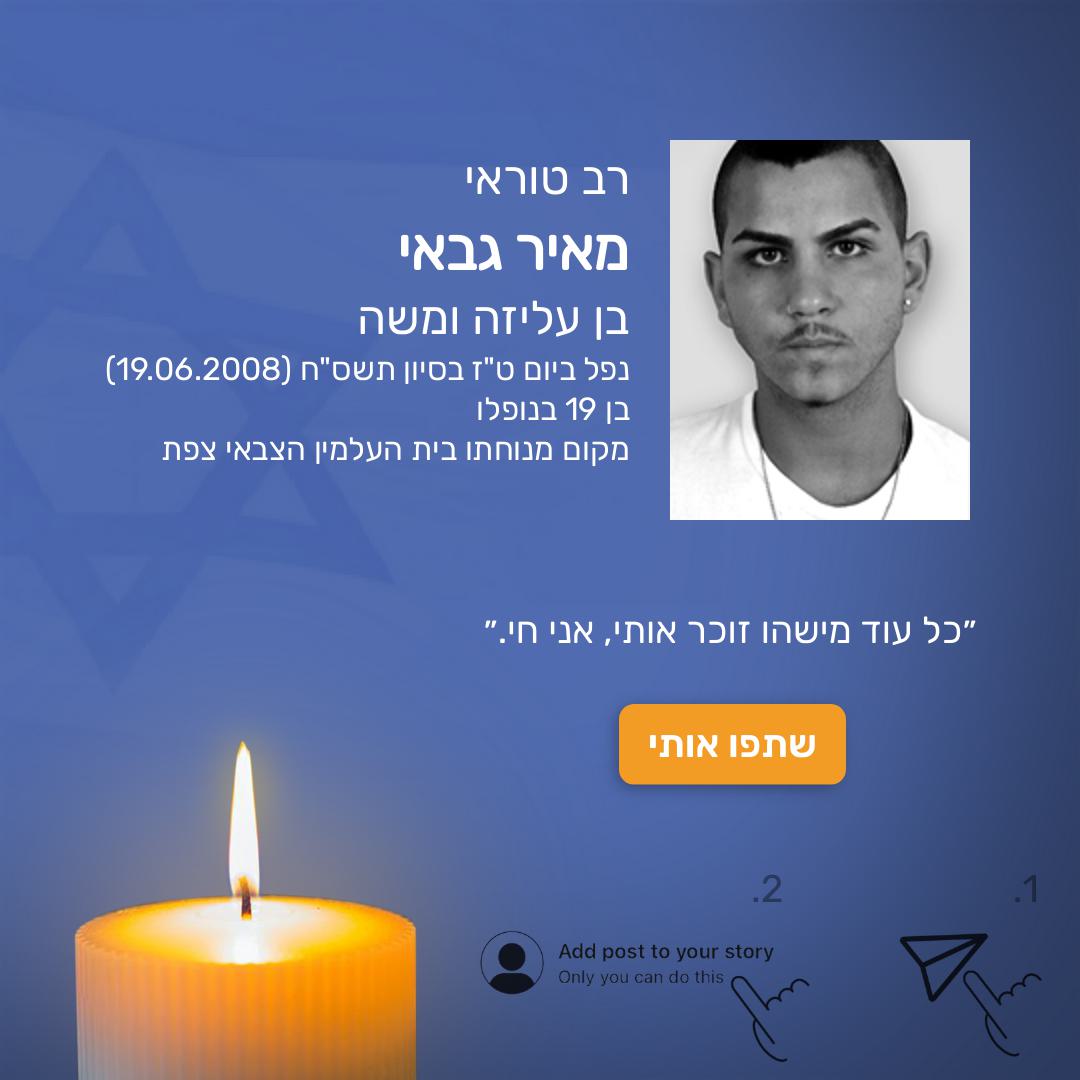 רב טוראי
מאיר גבאי
בן עליזה ומשה
נפל ביום ט"ז בסיון תשס"ח (19.06.2008)
בן 19 בנופלו
מקום מנוחתו בית העלמין הצבאי צפת
״כל עוד מישהו זוכר אותי, אני חי.״
שתפו אותי
1.
2.
Add post to your story
Only you can do this